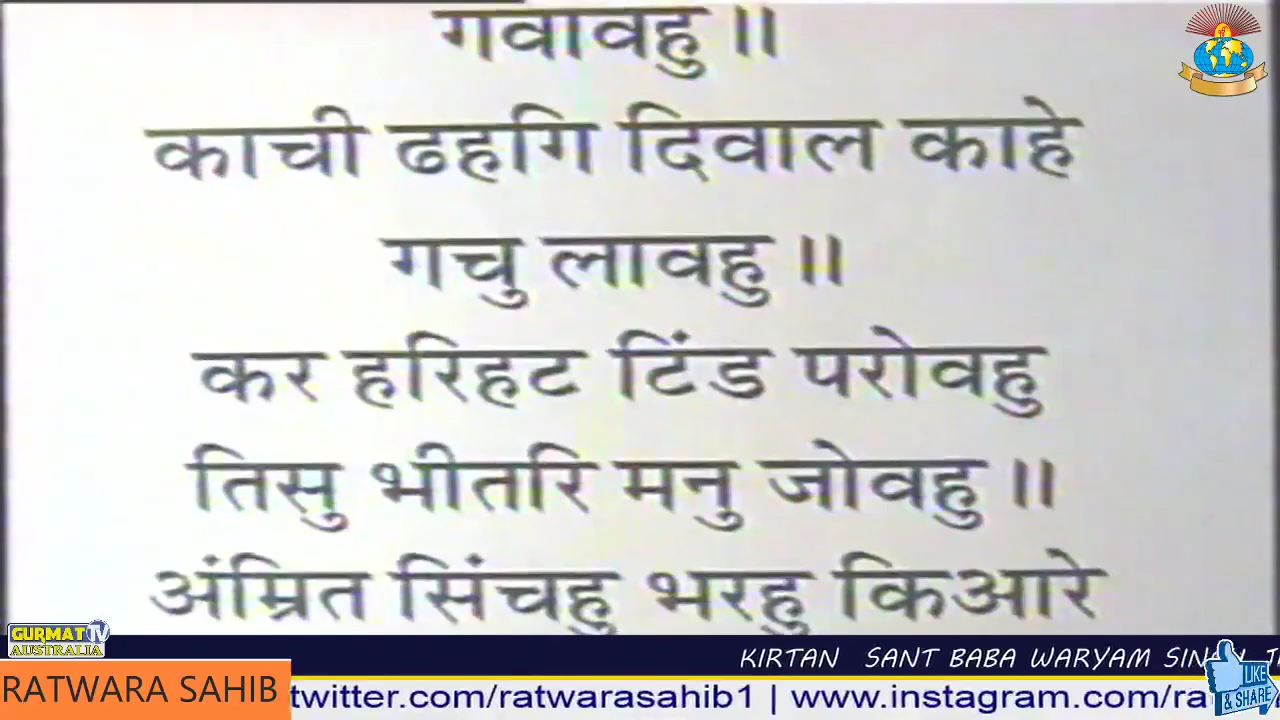 गवावहु ॥
काची ढहगि दिवाल काहे
गचु लावहु ॥
कर हरिहट टिंड परोवहु
तिसु भीतरि मनु जोवहु ॥
अंम्रित सिंचहु भरहु किआरे
GURMAT TV
AUSTRALIA
KIRTAN SANT BABA WARYAM
RATWARA SAHIB
twitter.com/ratwarasahib1 | www.instagram.com/
LIKE
& SHARE